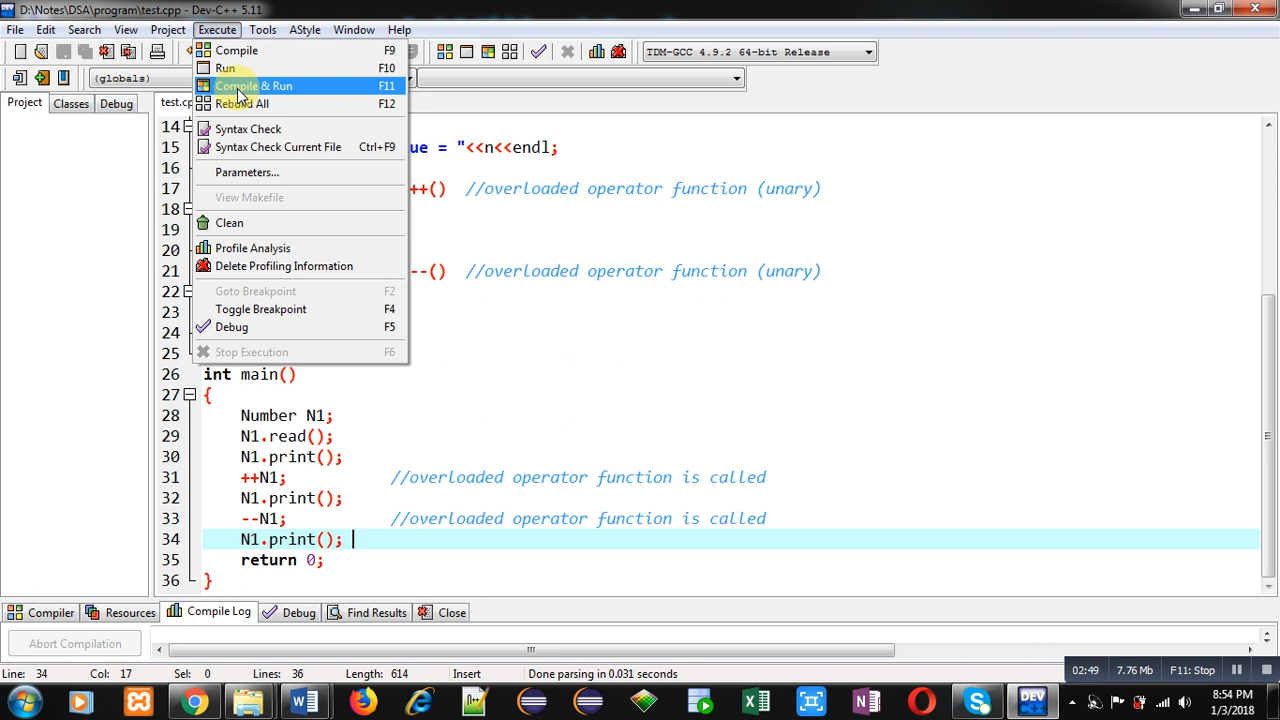 D:\Notes\DSA\program\test.cpp - Dev-C++ 5.11
File Edit Search View Project Execute Tools AStyle Window Help
TDM-GCC 4.9.2 64-bit Release
(globals)
Project Classes Debug test.cp
Compile F9
Run F10
Compile & Run F11
Rebuild All F12
Syntax Check
Syntax Check Current File Ctrl+F9
Parameters...
View Makefile
Clean
Profile Analysis
Delete Profiling Information
Goto Breakpoint F2
Toggle Breakpoint F4
Debug F5
Stop Execution F6
14
15 ue = "<<n<<endl;
16
17 ++() //overloaded operator function (unary)
18
19
20
21 --() //overloaded operator function (unary)
22
23
24
25
26 int main()
27 {
28 Number N1;
29 N1.read();
30 N1.print();
31 ++N1; //overloaded operator function is called
32 N1.print();
33 --N1; //overloaded operator function is called
34 N1.print();
35 return 0;
36 }
Compiler Resources Compile Log Debug Find Results Close
Abort Compilation
Line: 34 Col: 17 Sel: 0 Lines: 36 Length: 614 Insert Done parsing in 0.031 seconds
02:49 7.76 Mb F11: Stop
DEV
8:54 PM
1/3/2018